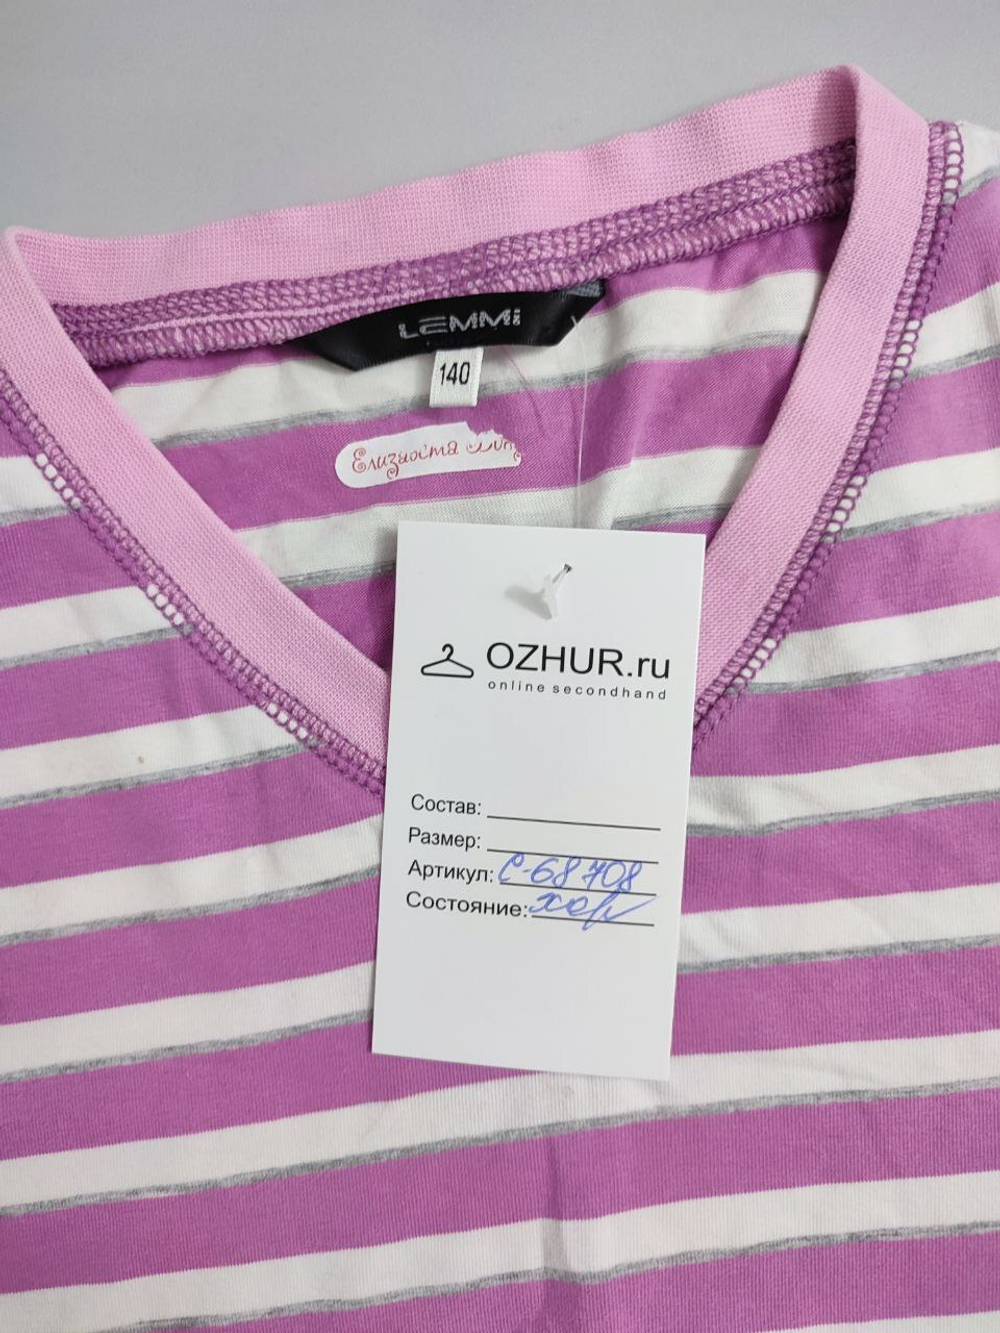 LEMMi
140
OZHUR.ru
online secondhand
Состав:
Размер:
Артикул: С-68708
Состояние: хор